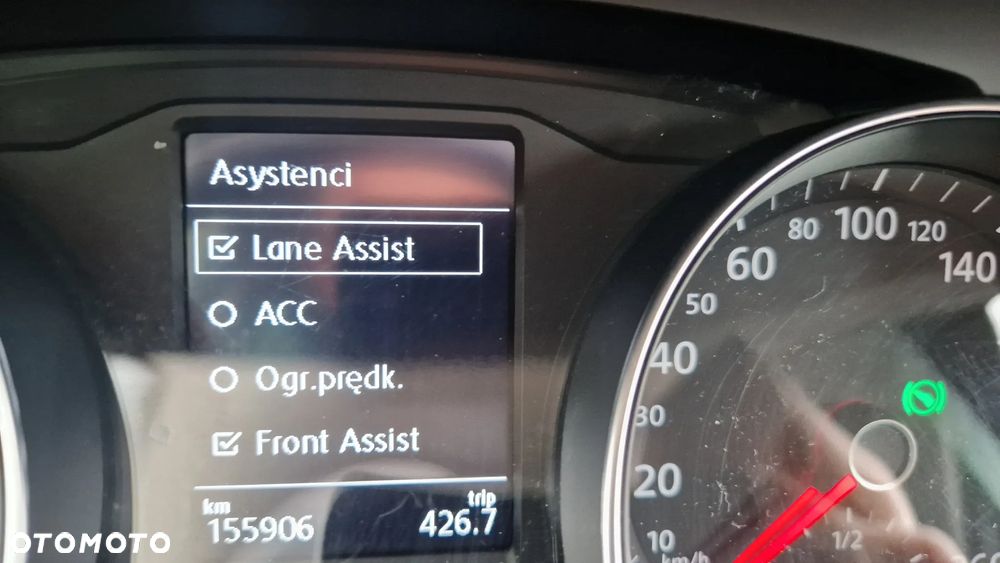 Asystenci
Lane Assist
ACC
Ogr.prędk.
Front Assist
km
155906
trip
426.7
10
20
30
40
50
60
80
100
120
140
km/h
1/2
OTOMOTO